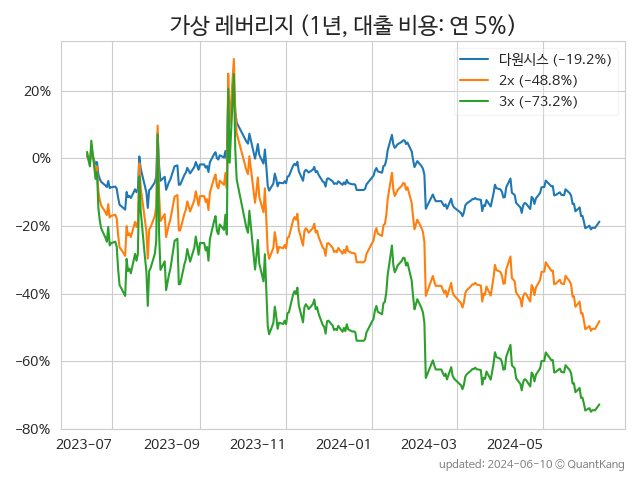 가상 레버리지 (1년, 대출 비용: 연 5%)
다원시스 (−19.2%)
2x (−48.8%)
3x (−73.2%)
20%
0%
−20%
−40%
−60%
−80%
2023-07 2023-09 2023-11 2024-01 2024-03 2024-05
updated: 2024-06-10 © QuantKang